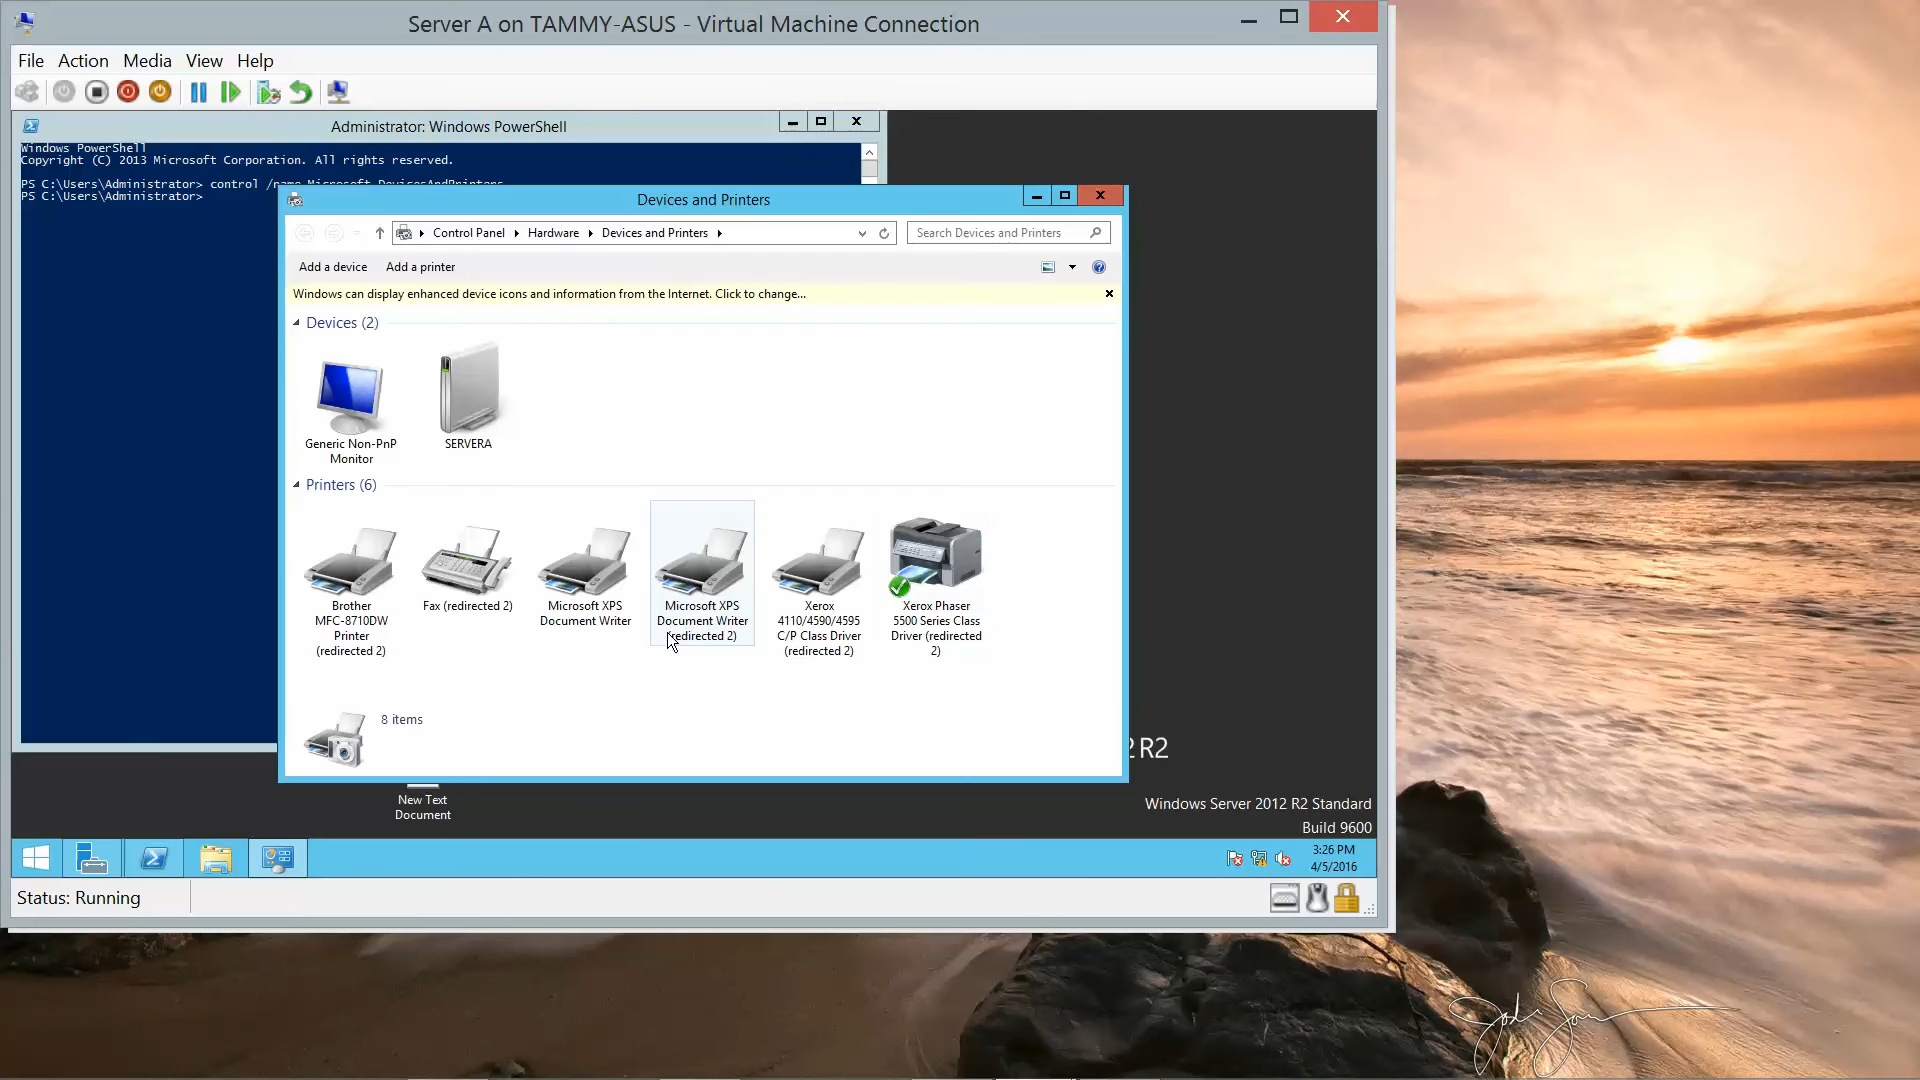 Server A on TAMMY-ASUS - Virtual Machine Connection
File Action Media View Help
Administrator: Windows PowerShell
Windows PowerShell
Copyright (C) 2013 Microsoft Corporation. All rights reserved.
PS C:\Users\Administrator> control /name Microsoft.DevicesAndPrinters
PS C:\Users\Administrator>
Devices and Printers
Control Panel Hardware Devices and Printers
Search Devices and Printers
Add a device Add a printer
Windows can display enhanced device icons and information from the Internet. Click to change...
Devices (2)
Generic Non-PnP
Monitor
SERVERA
Printers (6)
Brother
MFC-8710DW
Printer
(redirected 2)
Fax (redirected 2)
Microsoft XPS
Document Writer
Microsoft XPS
Document Writer
(redirected 2)
Xerox
4110/4590/4595
C/P Class Driver
(redirected 2)
Xerox Phaser
5500 Series Class
Driver (redirected
2)
8 items
2 R2
New Text
Document
Windows Server 2012 R2 Standard
Build 9600
3:26 PM
4/5/2016
Status: Running